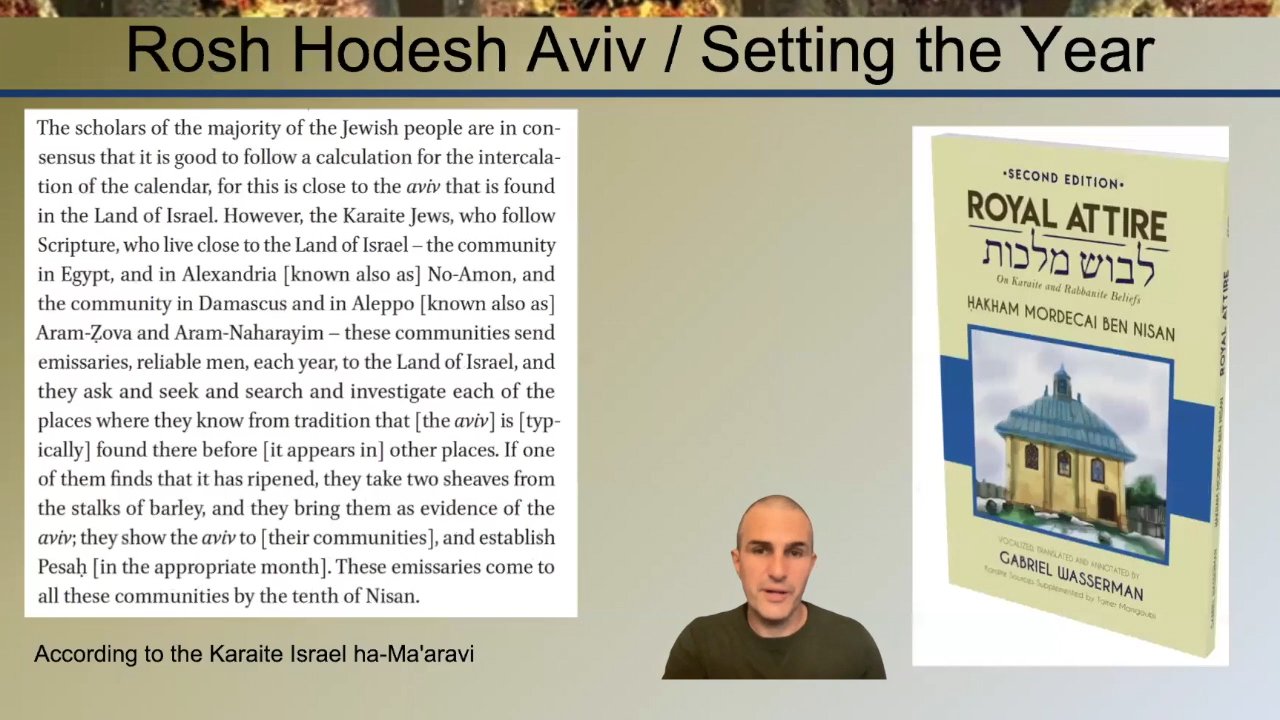 Rosh Hodesh Aviv / Setting the Year
The scholars of the majority of the Jewish people are in con-
sensus that it is good to follow a calculation for the intercala-
tion of the calendar, for this is close to the aviv that is found
in the Land of Israel. However, the Karaite Jews, who follow
Scripture, who live close to the Land of Israel – the community
in Egypt, and in Alexandria [known also as] No-Amon, and
the community in Damascus and in Aleppo [known also as]
Aram-Ẓova and Aram-Naharayim – these communities send
emissaries, reliable men, each year, to the Land of Israel, and
they ask and seek and search and investigate each of the
places where they know from tradition that [the aviv] is [typ-
ically] found there before [it appears in] other places. If one
of them finds that it has ripened, they take two sheaves from
the stalks of barley, and they bring them as evidence of the
aviv; they show the aviv to [their communities], and establish
Pesaḥ [in the appropriate month]. These emissaries come to
all these communities by the tenth of Nisan.
According to the Karaite Israel ha-Ma'aravi
•SECOND EDITION•
ROYAL ATTIRE
לבוש מלכות
On Karaite and Rabbanite Beliefs
ḤAKHAM MORDECAI BEN NISAN
VOCALIZED, TRANSLATED AND ANNOTATED BY
GABRIEL WASSERMAN
Karaite Sources Supplemented by Tomer Mangoubi
ROYAL ATTIRE